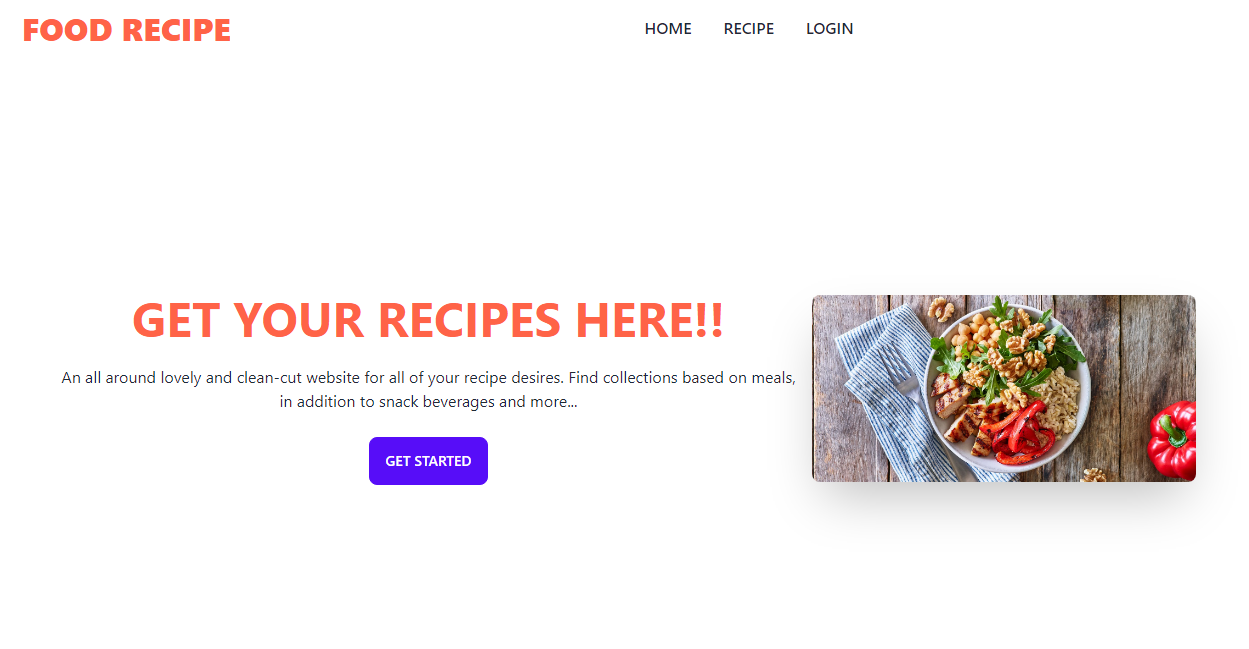 FOOD RECIPE
HOME RECIPE LOGIN
GET YOUR RECIPES HERE!!
An all around lovely and clean-cut website for all of your recipe desires. Find collections based on meals,
in addition to snack beverages and more...
GET STARTED